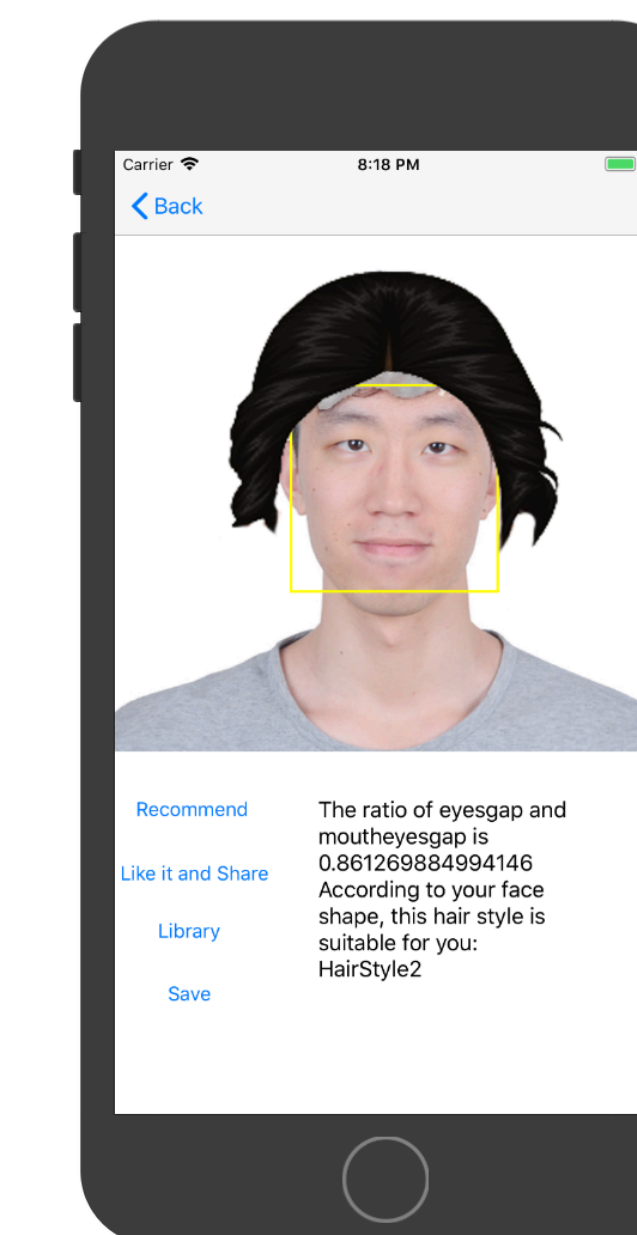 Carrier
8:18 PM
Back
Recommend
Like it and Share
Library
Save
The ratio of eyesgap and
moutheyesgap is
0.861269884994146
According to your face
shape, this hair style is
suitable for you:
HairStyle2